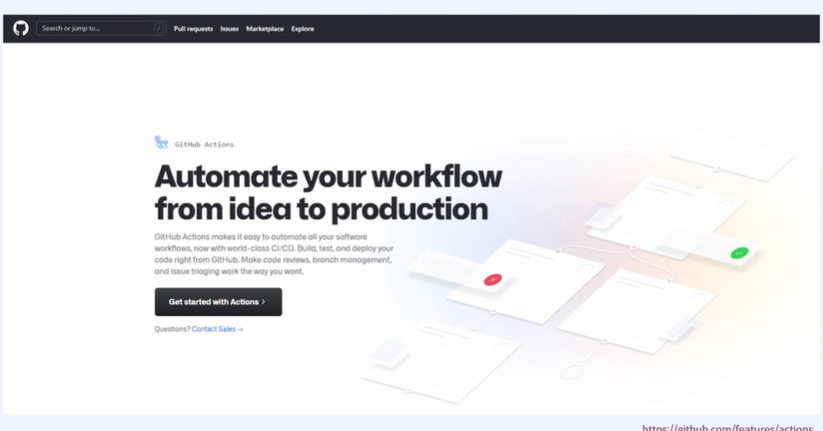 Search or jump to... /
Pull requests Issues Marketplace Explore
GitHub Actions
Automate your workflow
from idea to production
GitHub Actions makes it easy to automate all your software
workflows, now with world-class CI/CD. Build, test, and deploy your
code right from GitHub. Make code reviews, branch management,
and issue triaging work the way you want.
Get started with Actions >
Questions? Contact Sales →
https://github.com/features/actions